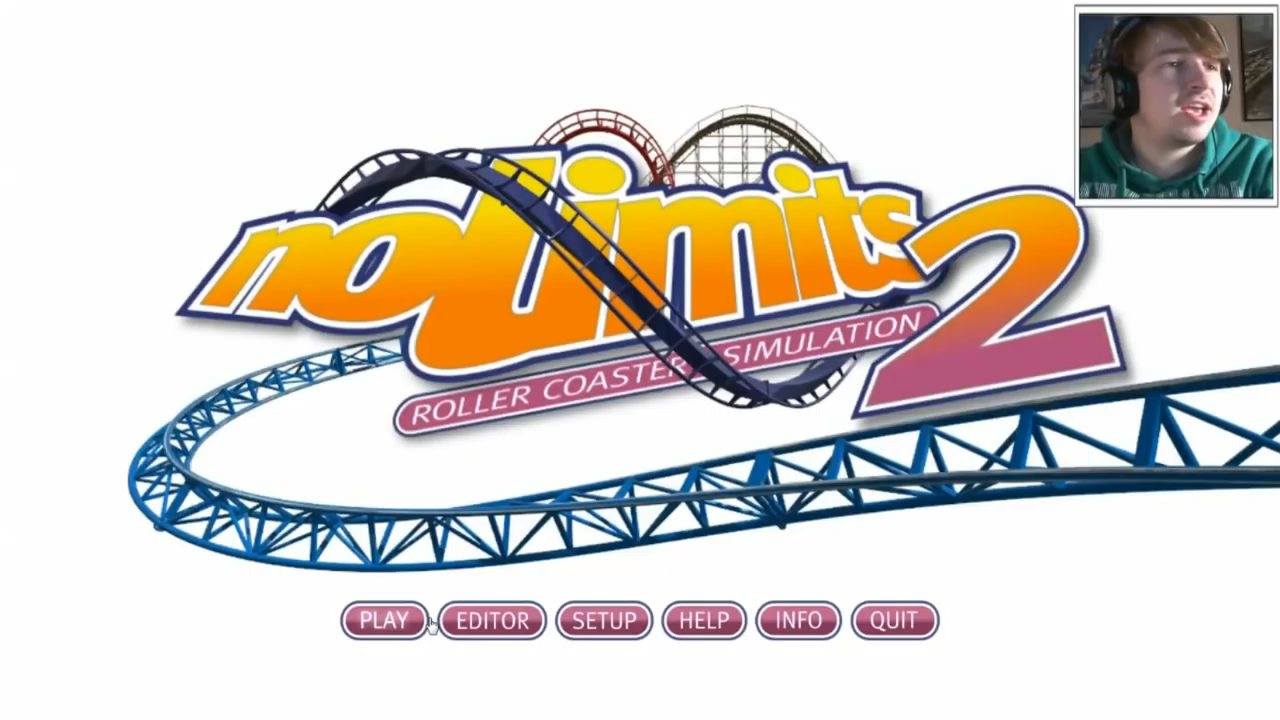 noLimits 2
ROLLER COASTER SIMULATION
PLAY EDITOR SETUP HELP INFO QUIT